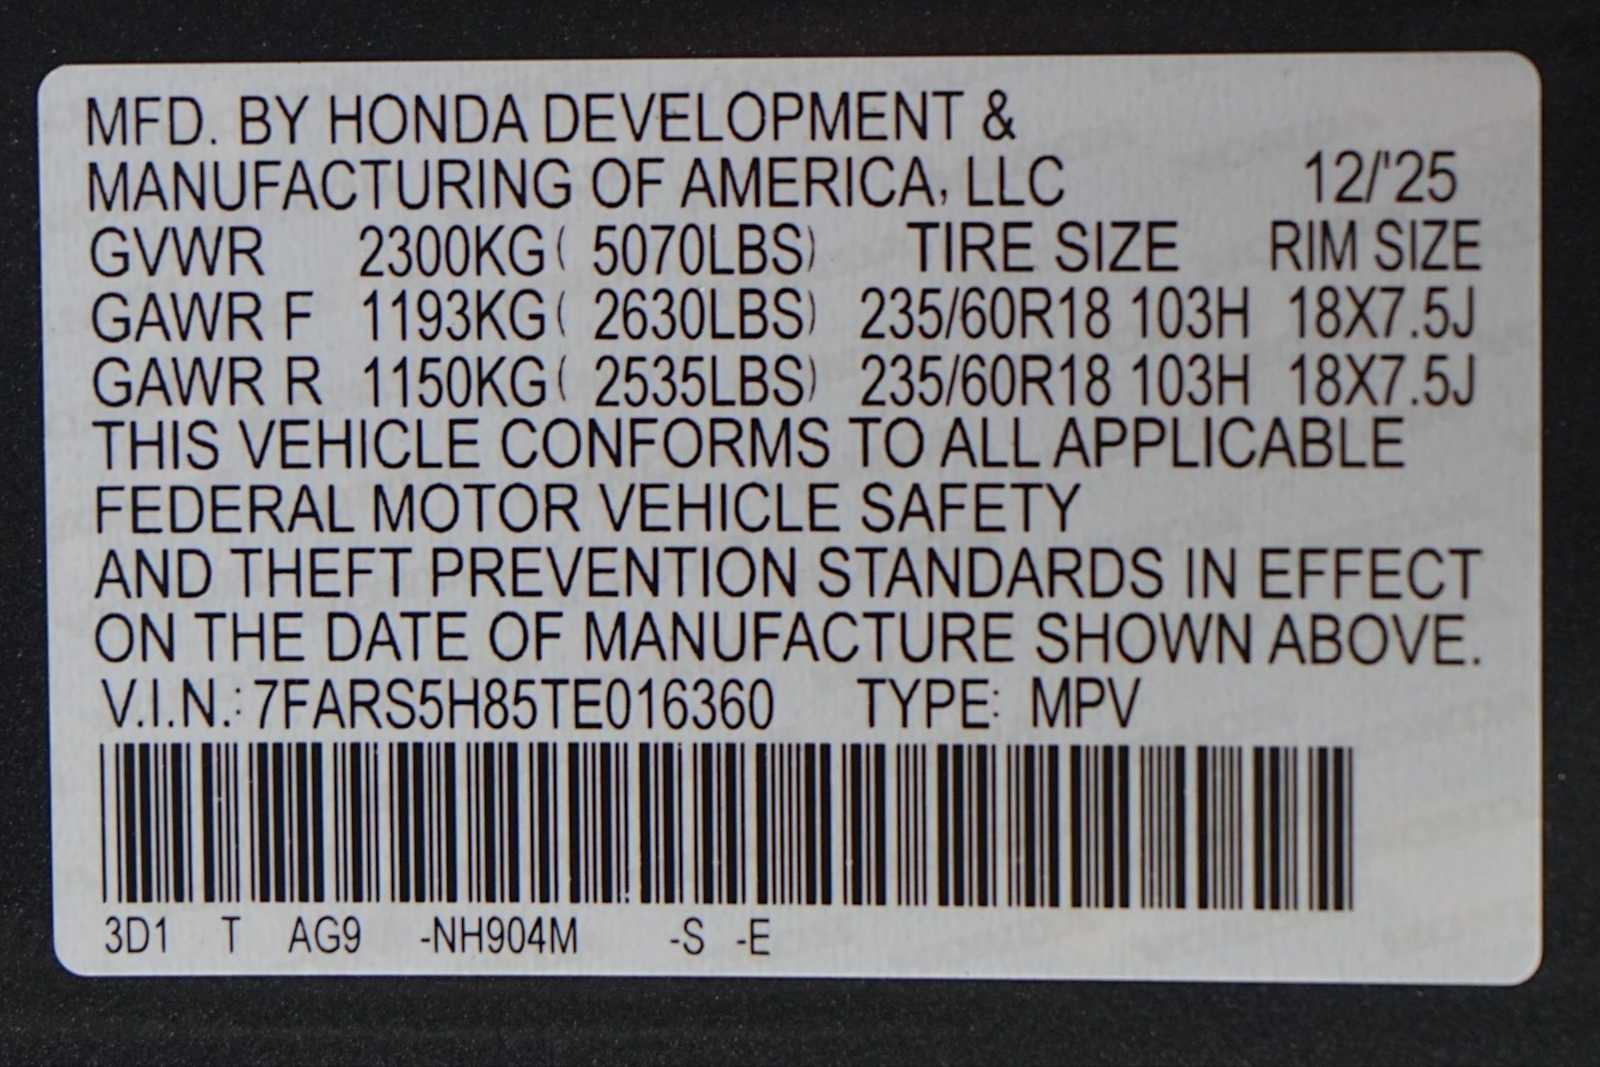 MFD. BY HONDA DEVELOPMENT &
MANUFACTURING OF AMERICA, LLC 12/'25
GVWR 2300KG( 5070LBS) TIRE SIZE RIM SIZE
GAWR F 1193KG( 2630LBS) 235/60R18 103H 18X7.5J
GAWR R 1150KG( 2535LBS) 235/60R18 103H 18X7.5J
THIS VEHICLE CONFORMS TO ALL APPLICABLE
FEDERAL MOTOR VEHICLE SAFETY
AND THEFT PREVENTION STANDARDS IN EFFECT
ON THE DATE OF MANUFACTURE SHOWN ABOVE.
V.I.N.: 7FARS5H85TE016360 TYPE: MPV
3D1 T AG9 -NH904M -S -E